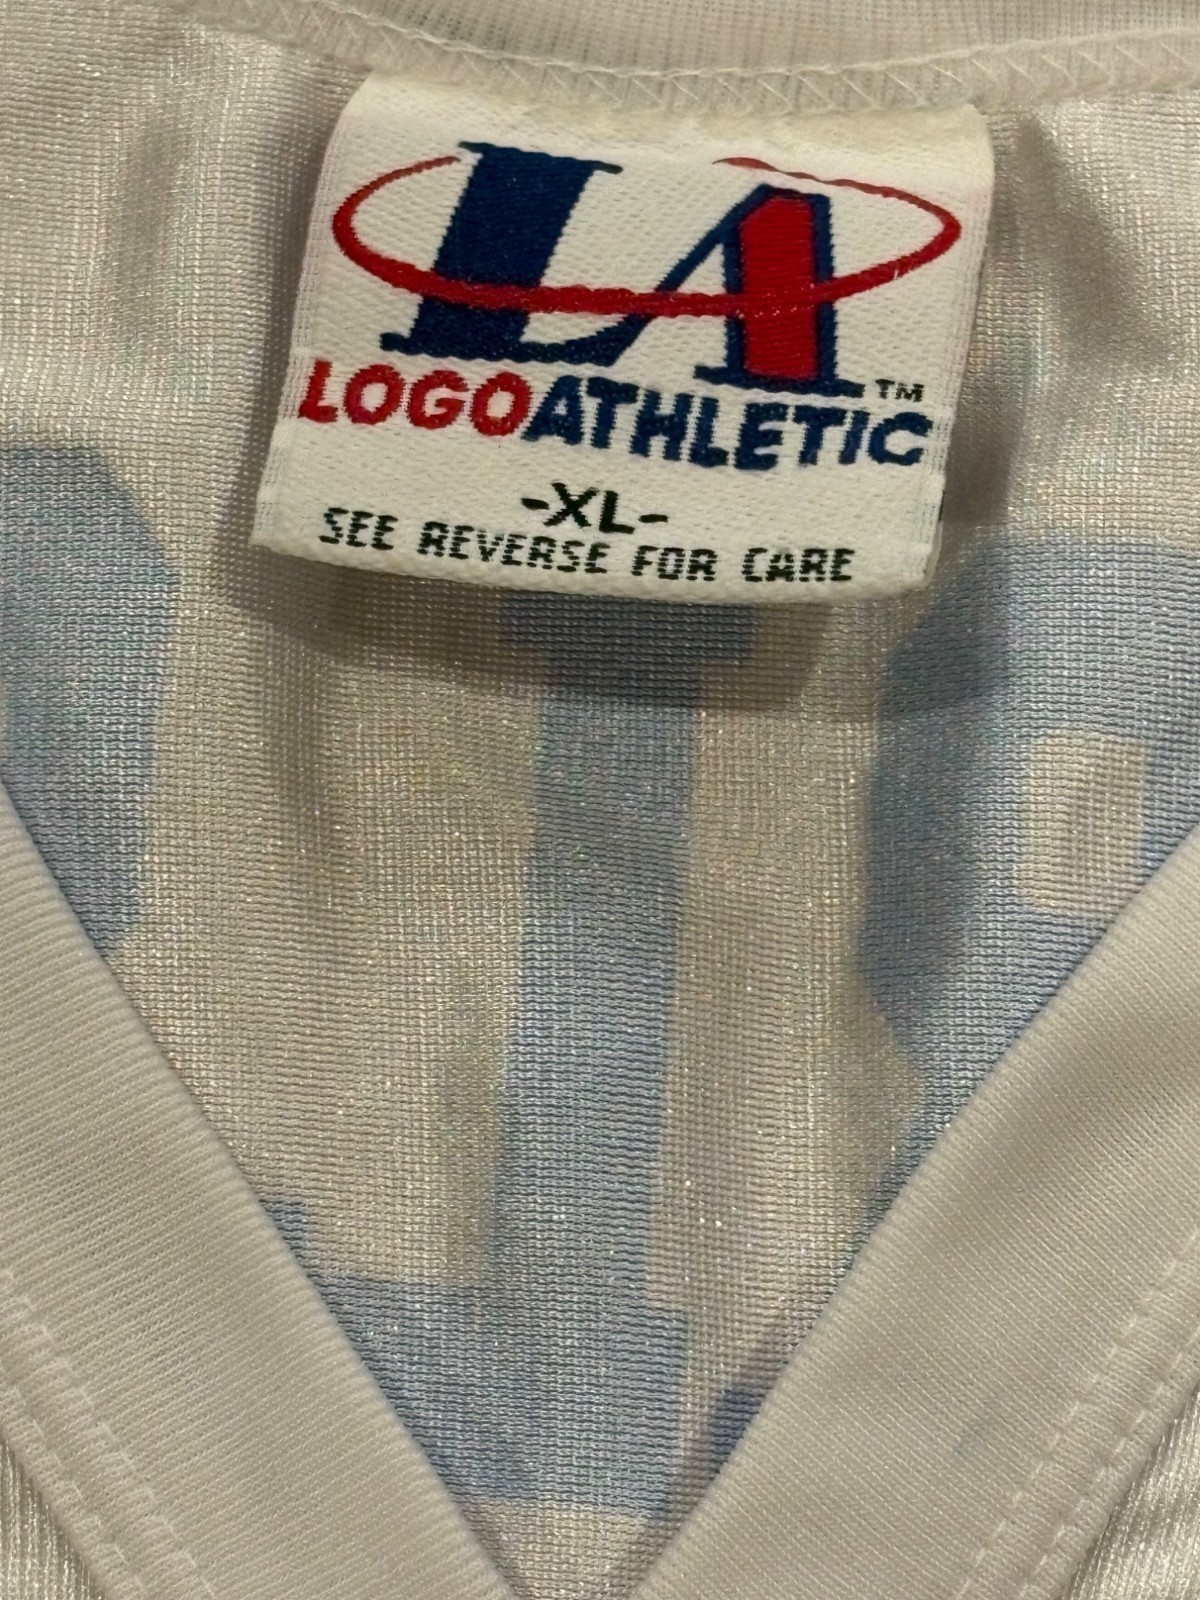 LA
LOGOATHLETIC™
-XL-
SEE REVERSE FOR CARE